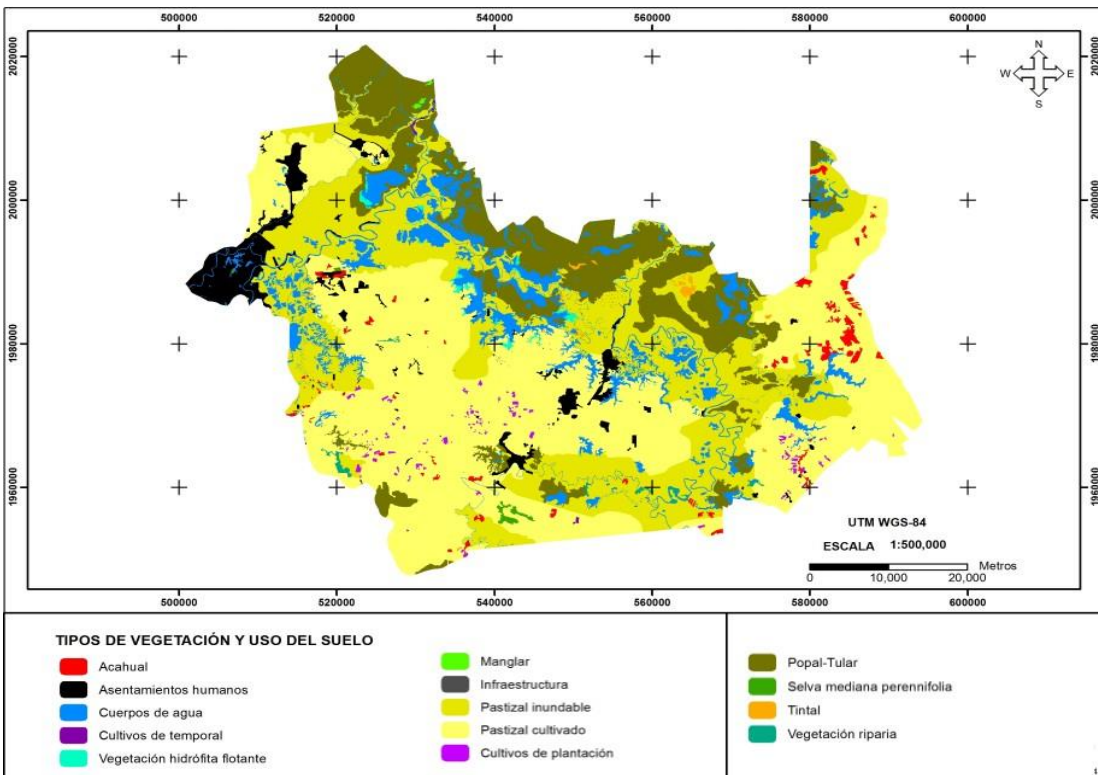 500000 520000 540000 560000 580000 600000
2020000
N
W E
S
2020000
2000000
2000000
1980000
1980000
1960000
1960000
UTM WGS-84
ESCALA 1:500,000
Metros
0 10,000 20,000
500000 520000 540000 560000 580000 600000
TIPOS DE VEGETACIÓN Y USO DEL SUELO
Acahual
Asentamientos humanos
Cuerpos de agua
Cultivos de temporal
Vegetación hidrófita flotante
Manglar
Infraestructura
Pastizal inundable
Pastizal cultivado
Cultivos de plantación
Popal-Tular
Selva mediana perennifolia
Tintal
Vegetación riparia